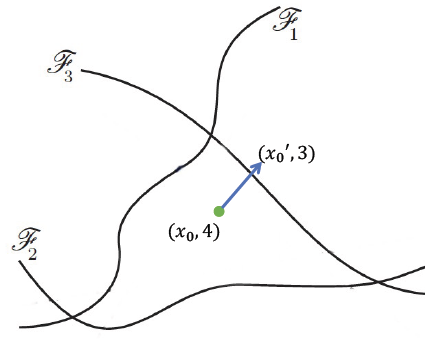 ℱ₁
ℱ₃
(x₀′, 3)
(x₀, 4)
ℱ₂